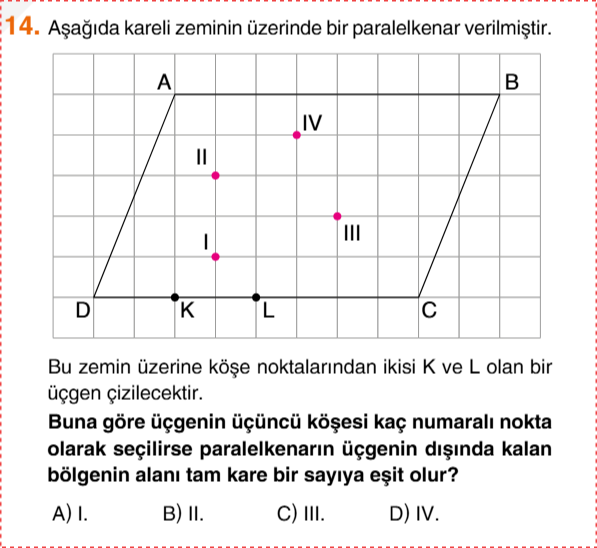 14. Aşağıda kareli zeminin üzerinde bir paralelkenar verilmiştir.
A
B
IV
II
I
III
D
K
L
C
Bu zemin üzerine köşe noktalarından ikisi K ve L olan bir
üçgen çizilecektir.
Buna göre üçgenin üçüncü köşesi kaç numaralı nokta
olarak seçilirse paralelkenarın üçgenin dışında kalan
bölgenin alanı tam kare bir sayıya eşit olur?
A) I.
B) II.
C) III.
D) IV.